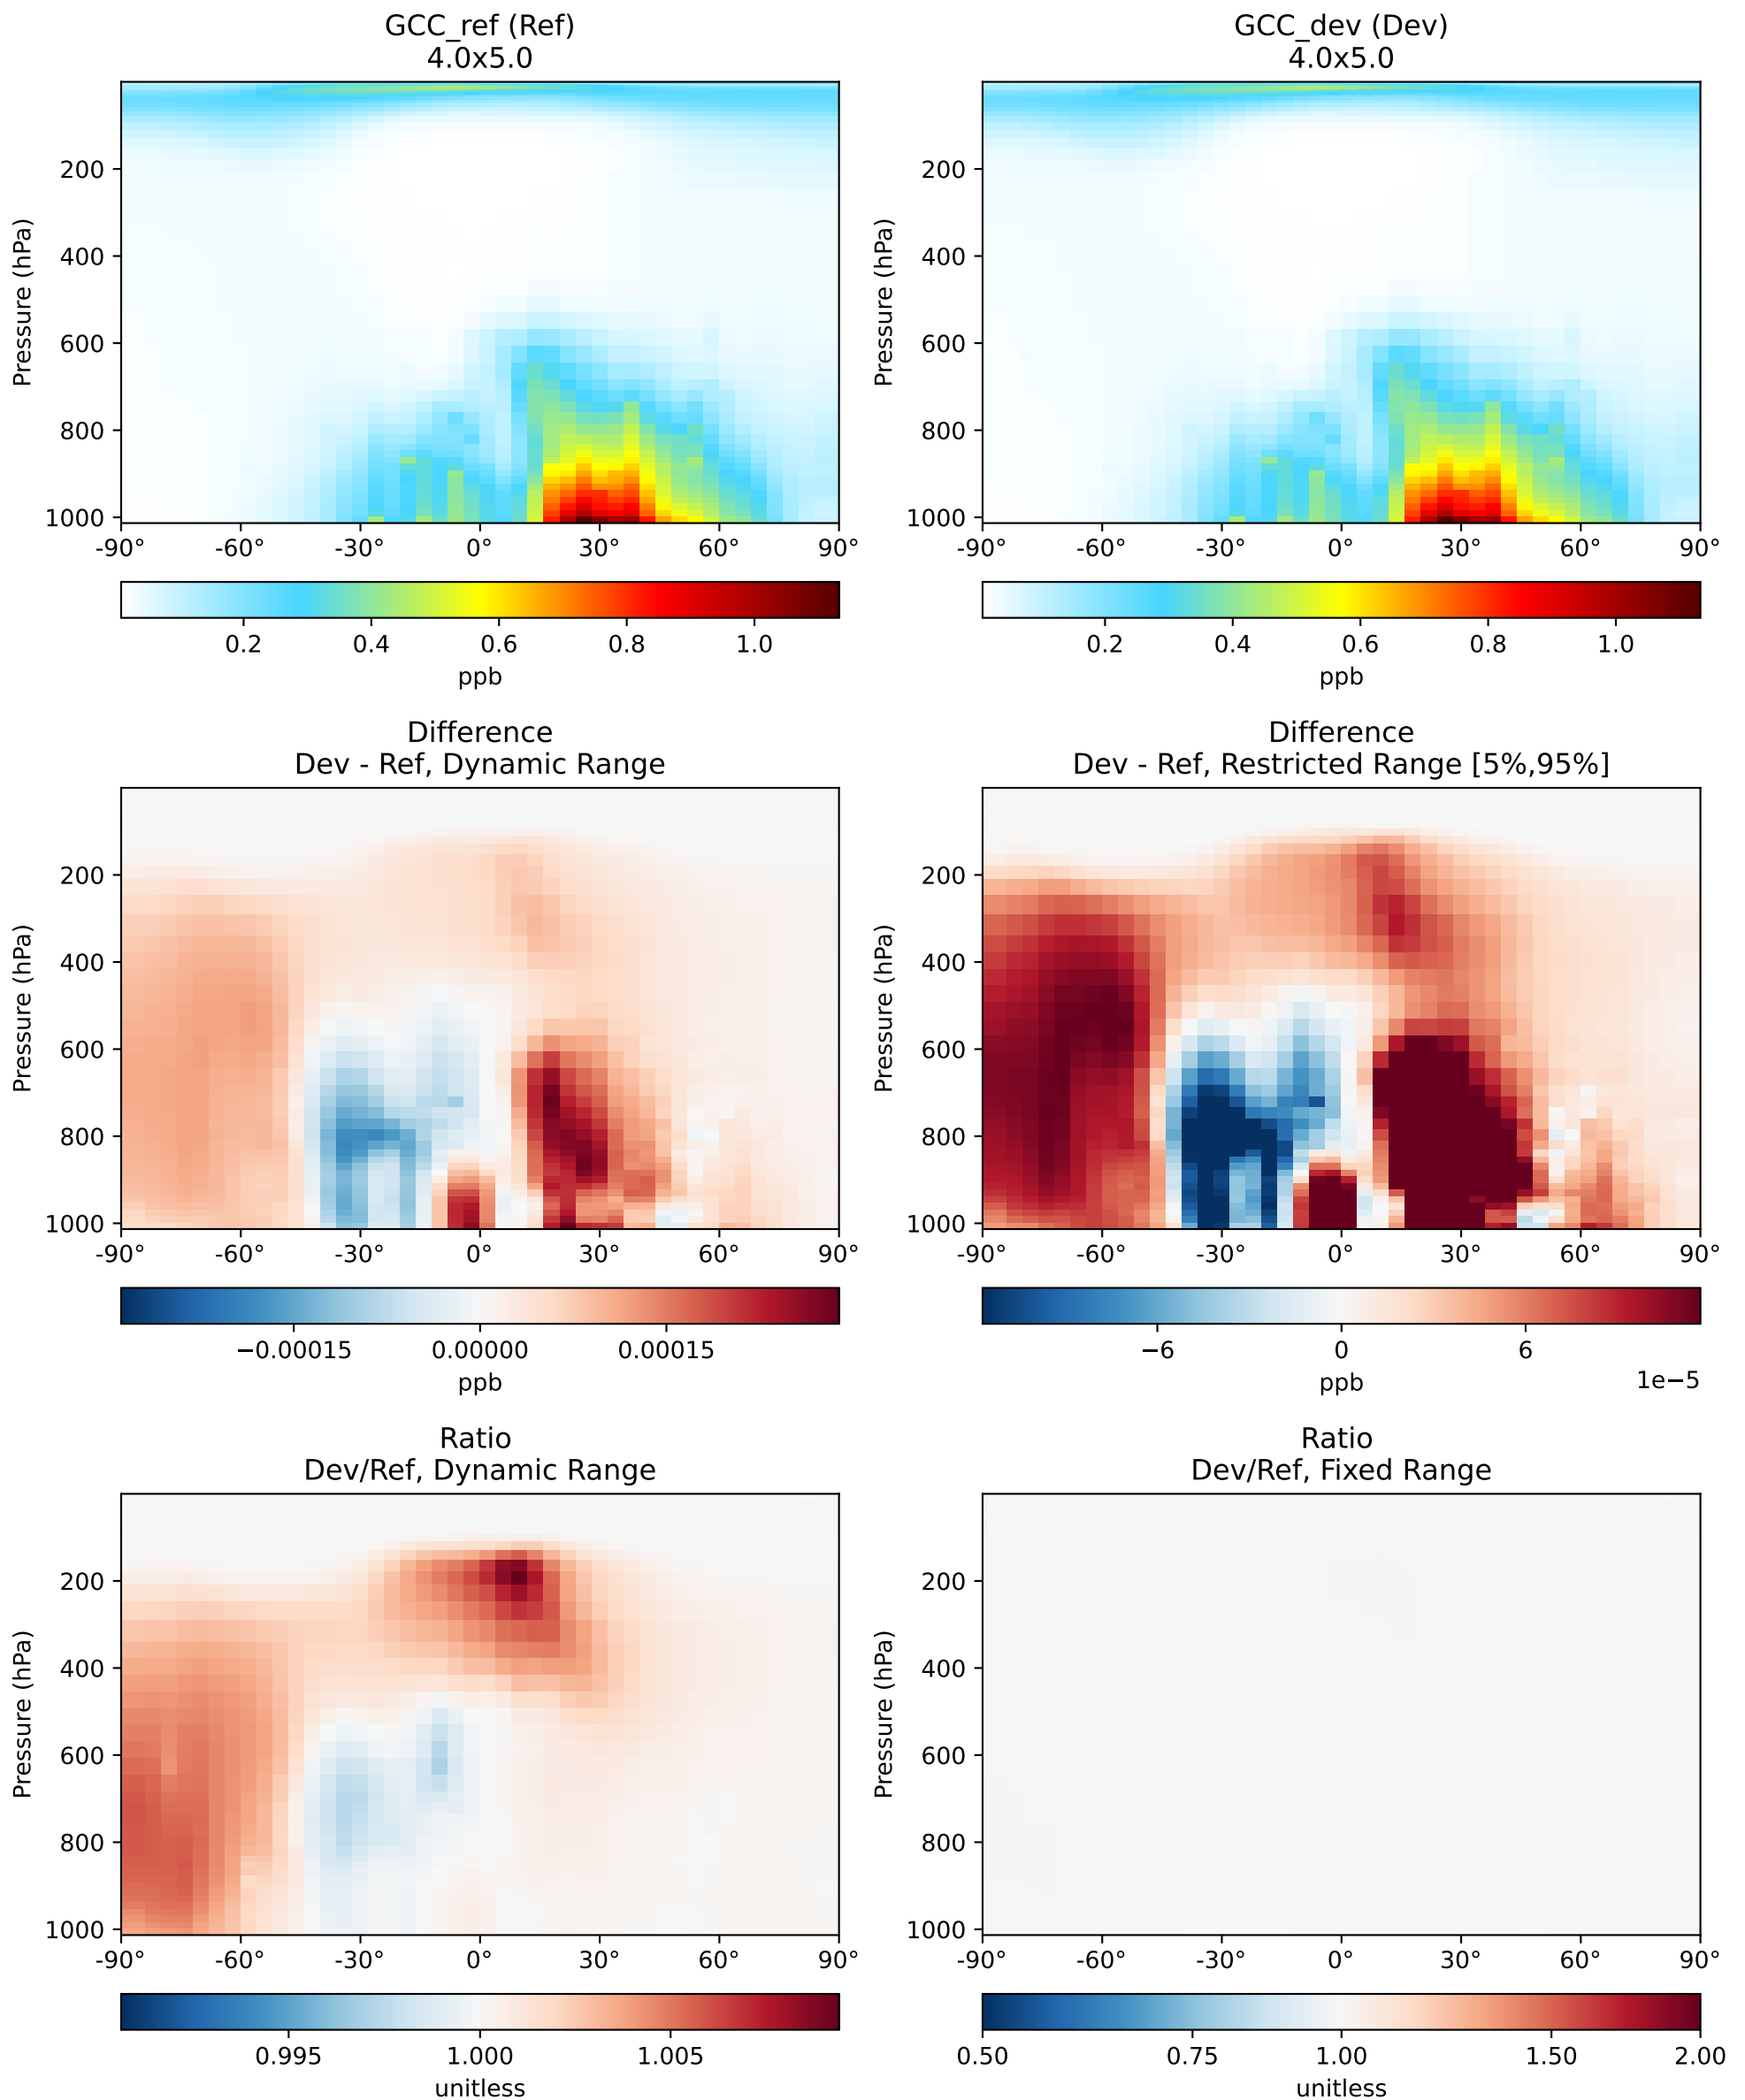 GCC_ref (Ref)
4.0x5.0
Pressure (hPa)
200
400
600
800
1000
-90° -60° -30° 0° 30° 60° 90°
0.2 0.4 0.6 0.8 1.0
ppb
GCC_dev (Dev)
4.0x5.0
Pressure (hPa)
200
400
600
800
1000
-90° -60° -30° 0° 30° 60° 90°
0.2 0.4 0.6 0.8 1.0
ppb
Difference
Dev - Ref, Dynamic Range
Pressure (hPa)
200
400
600
800
1000
-90° -60° -30° 0° 30° 60° 90°
−0.00015 0.00000 0.00015
ppb
Difference
Dev - Ref, Restricted Range [5%,95%]
Pressure (hPa)
200
400
600
800
1000
-90° -60° -30° 0° 30° 60° 90°
−6 0 6
ppb
1e−5
Ratio
Dev/Ref, Dynamic Range
Pressure (hPa)
200
400
600
800
1000
-90° -60° -30° 0° 30° 60° 90°
0.995 1.000 1.005
unitless
Ratio
Dev/Ref, Fixed Range
Pressure (hPa)
200
400
600
800
1000
-90° -60° -30° 0° 30° 60° 90°
0.50 0.75 1.00 1.50 2.00
unitless